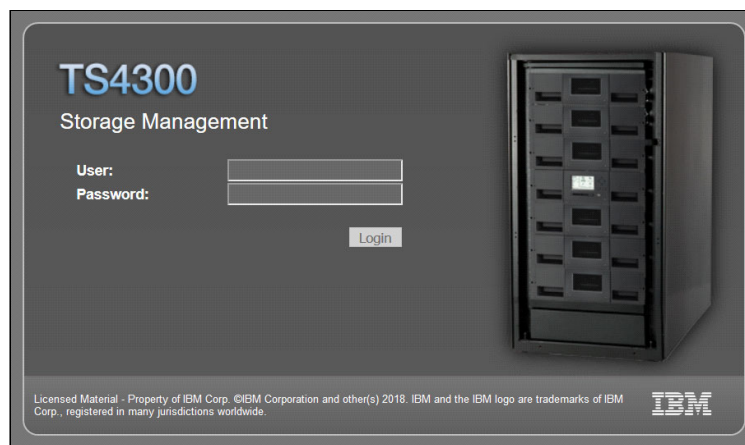 TS4300
Storage Management
User:
Password:
Login
Licensed Material - Property of IBM Corp. ©IBM Corporation and other(s) 2018. IBM and the IBM logo are trademarks of IBM
Corp., registered in many jurisdictions worldwide.
IBM